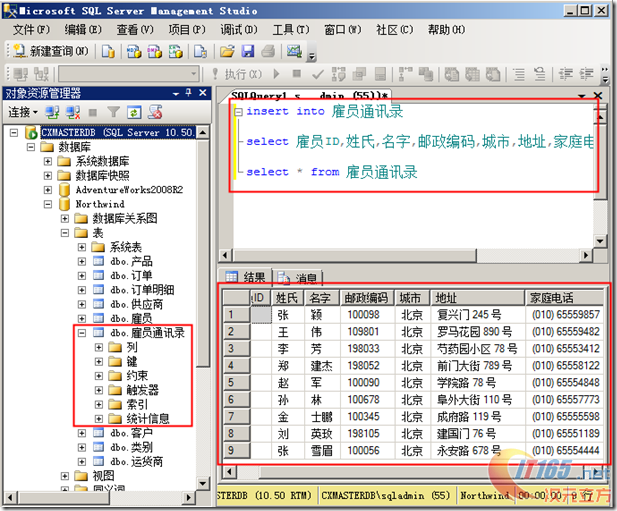 Microsoft SQL Server Management Studio
文件(F) 编辑(E) 查看(V) 项目(P) 调试(D) 工具(T) 窗口(W) 社区(C) 帮助(H)
新建查询(N)
执行(X)
对象资源管理器
连接
CXMASTERDB (SQL Server 10.50.
数据库
系统数据库
数据库快照
AdventureWorks2008R2
Northwind
数据库关系图
表
系统表
dbo.产品
dbo.订单
dbo.订单明细
dbo.供应商
dbo.雇员
dbo.雇员通讯录
列
键
约束
触发器
索引
统计信息
dbo.客户
dbo.类别
dbo.运货商
视图
同义词
SQLQuery1.s...dmin (55))*
insert into 雇员通讯录
select 雇员ID,姓氏,名字,邮政编码,城市,地址,家庭电
select * from 雇员通讯录
结果 消息
ID 姓氏 名字 邮政编码 城市 地址 家庭电话
1 张 颖 100098 北京 复兴门 245 号 (010) 65559857
2 王 伟 109801 北京 罗马花园 890 号 (010) 65559482
3 李 芳 198033 北京 芍药园小区 78 号 (010) 65553412
4 郑 建杰 198052 北京 前门大街 789 号 (010) 65558122
5 赵 军 100090 北京 学院路 78 号 (010) 65554848
6 孙 林 100678 北京 阜外大街 110 号 (010) 65557773
7 金 士鹏 100345 北京 成府路 119 号 (010) 65555598
8 刘 英玫 198105 北京 建国门 76 号 (010) 65551189
9 张 雪眉 100056 北京 永安路 678 号 (010) 65554444
STERDB (10.50 RTM) CXMASTERDB\sqladmin (55) Northwind 00:00:00 9 行
IT165.net